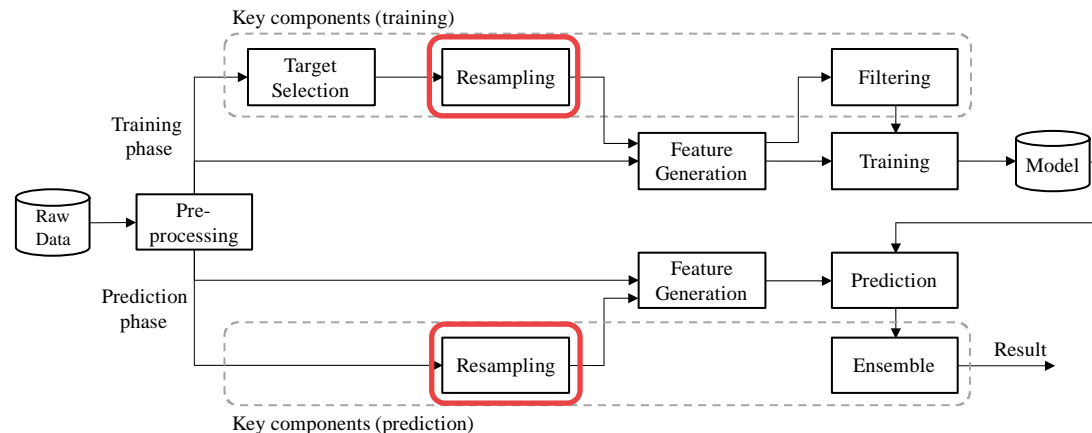 Key components (training)
Target
Selection
Resampling
Filtering
Training
phase
Feature
Generation
Training
Model
Raw
Data
Pre-
processing
Feature
Generation
Prediction
Prediction
phase
Resampling
Ensemble
Result
Key components (prediction)